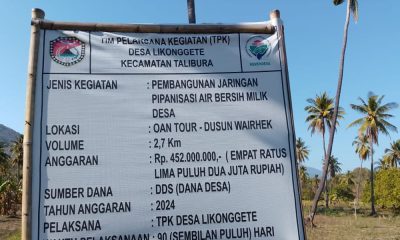 TIM PELAKSANA KEGIATAN (TPK)
DESA LIKONGGETE
KECAMATAN TALIBURA
JENIS KEGIATAN : PEMBANGUNAN JARINGAN
PIPANISASI AIR BERSIH MILIK
DESA
LOKASI : OAN TOUR - DUSUN WAIRHEK
VOLUME : 2,7 Km
ANGGARAN : Rp. 452.000.000,- ( EMPAT RATUS
LIMA PULUH DUA JUTA RUPIAH)
SUMBER DANA : DDS (DANA DESA)
TAHUN ANGGARAN : 2024
PELAKSANA : TPK DESA LIKONGGETE
WAKTU PELAKSANAAN : 90 (SEMBILAN PULUH) HARI